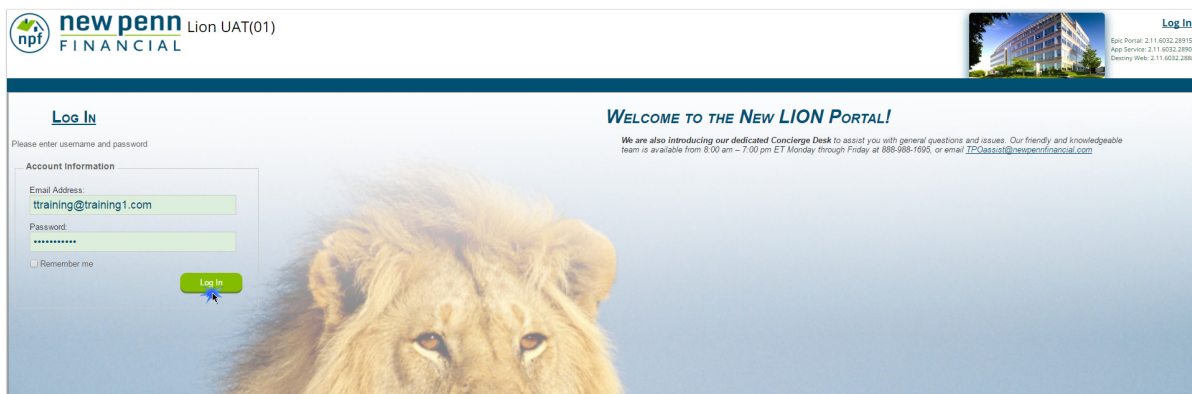 npf
new penn
FINANCIAL
Lion UAT(01)
Log In
Epic Portal: 2.11.6032.28915
App Service: 2.11.6032.2890
Destiny Web: 2.11.6032.288
Log In
Please enter username and password
Account Information
Email Address:
ttraining@training1.com
Password:
•••••••••••
Remember me
Log In
Welcome to the New LION Portal!
We are also introducing our dedicated Concierge Desk to assist you with general questions and issues. Our friendly and knowledgeable
team is available from 8:00 am – 7:00 pm ET Monday through Friday at 888-988-1695, or email TPOassist@newpennfinancial.com